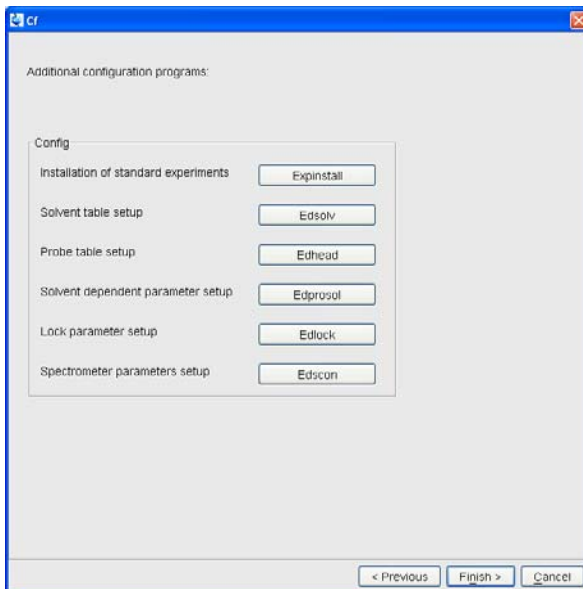 Cf
Additional configuration programs:
Config
Installation of standard experiments Expinstall
Solvent table setup Edsolv
Probe table setup Edhead
Solvent dependent parameter setup Edprosol
Lock parameter setup Edlock
Spectrometer parameters setup Edscon
< Previous Finish > Cancel